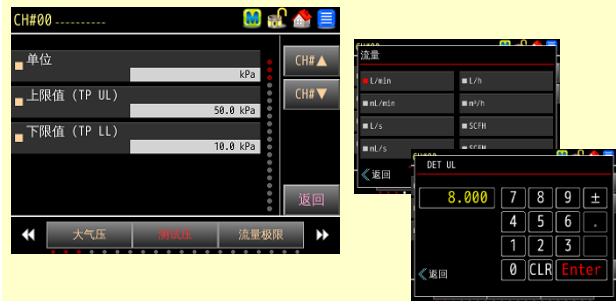 CH#00 ----------
M
单位
kPa
上限值 (TP UL)
50.0 kPa
下限值 (TP LL)
10.0 kPa
CH#▲
CH#▼
返回
大气压
测试压
流量极限
流量
L/min
L/h
mL/min
m³/h
L/s
SCFH
mL/s
返回
DET UL
8.000
7 8 9 ±
4 5 6 .
1 2 3
0 CLR Enter
返回